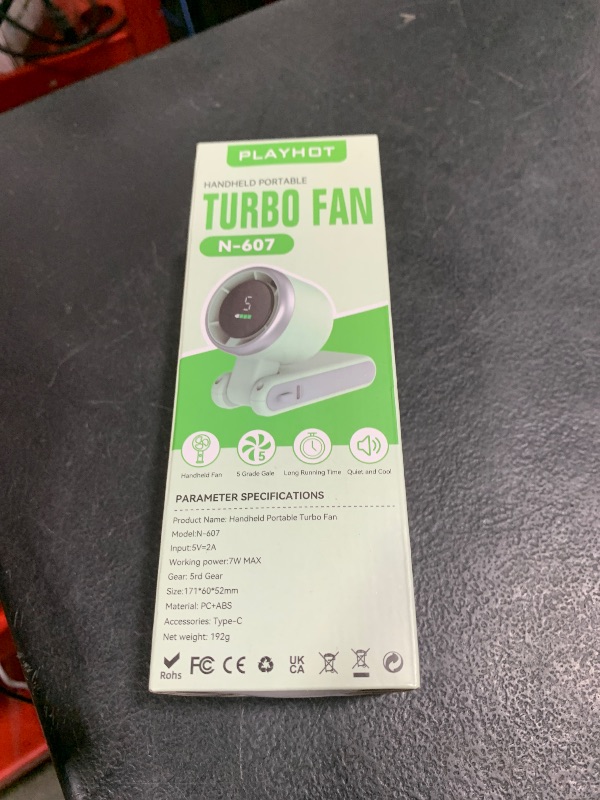 PLAYHOT
HANDHELD PORTABLE
TURBO FAN
N-607
5
5
Handheld Fan
5 Grade Gale
Long Running Time
Quiet and Cool
PARAMETER SPECIFICATIONS
Product Name: Handheld Portable Turbo Fan
Model:N-607
Input:5V=2A
Working power:7W MAX
Gear: 5rd Gear
Size:171*60*52mm
Material: PC+ABS
Accessories: Type-C
Net weight: 192g
Rohs
FC
CE
UK
CA